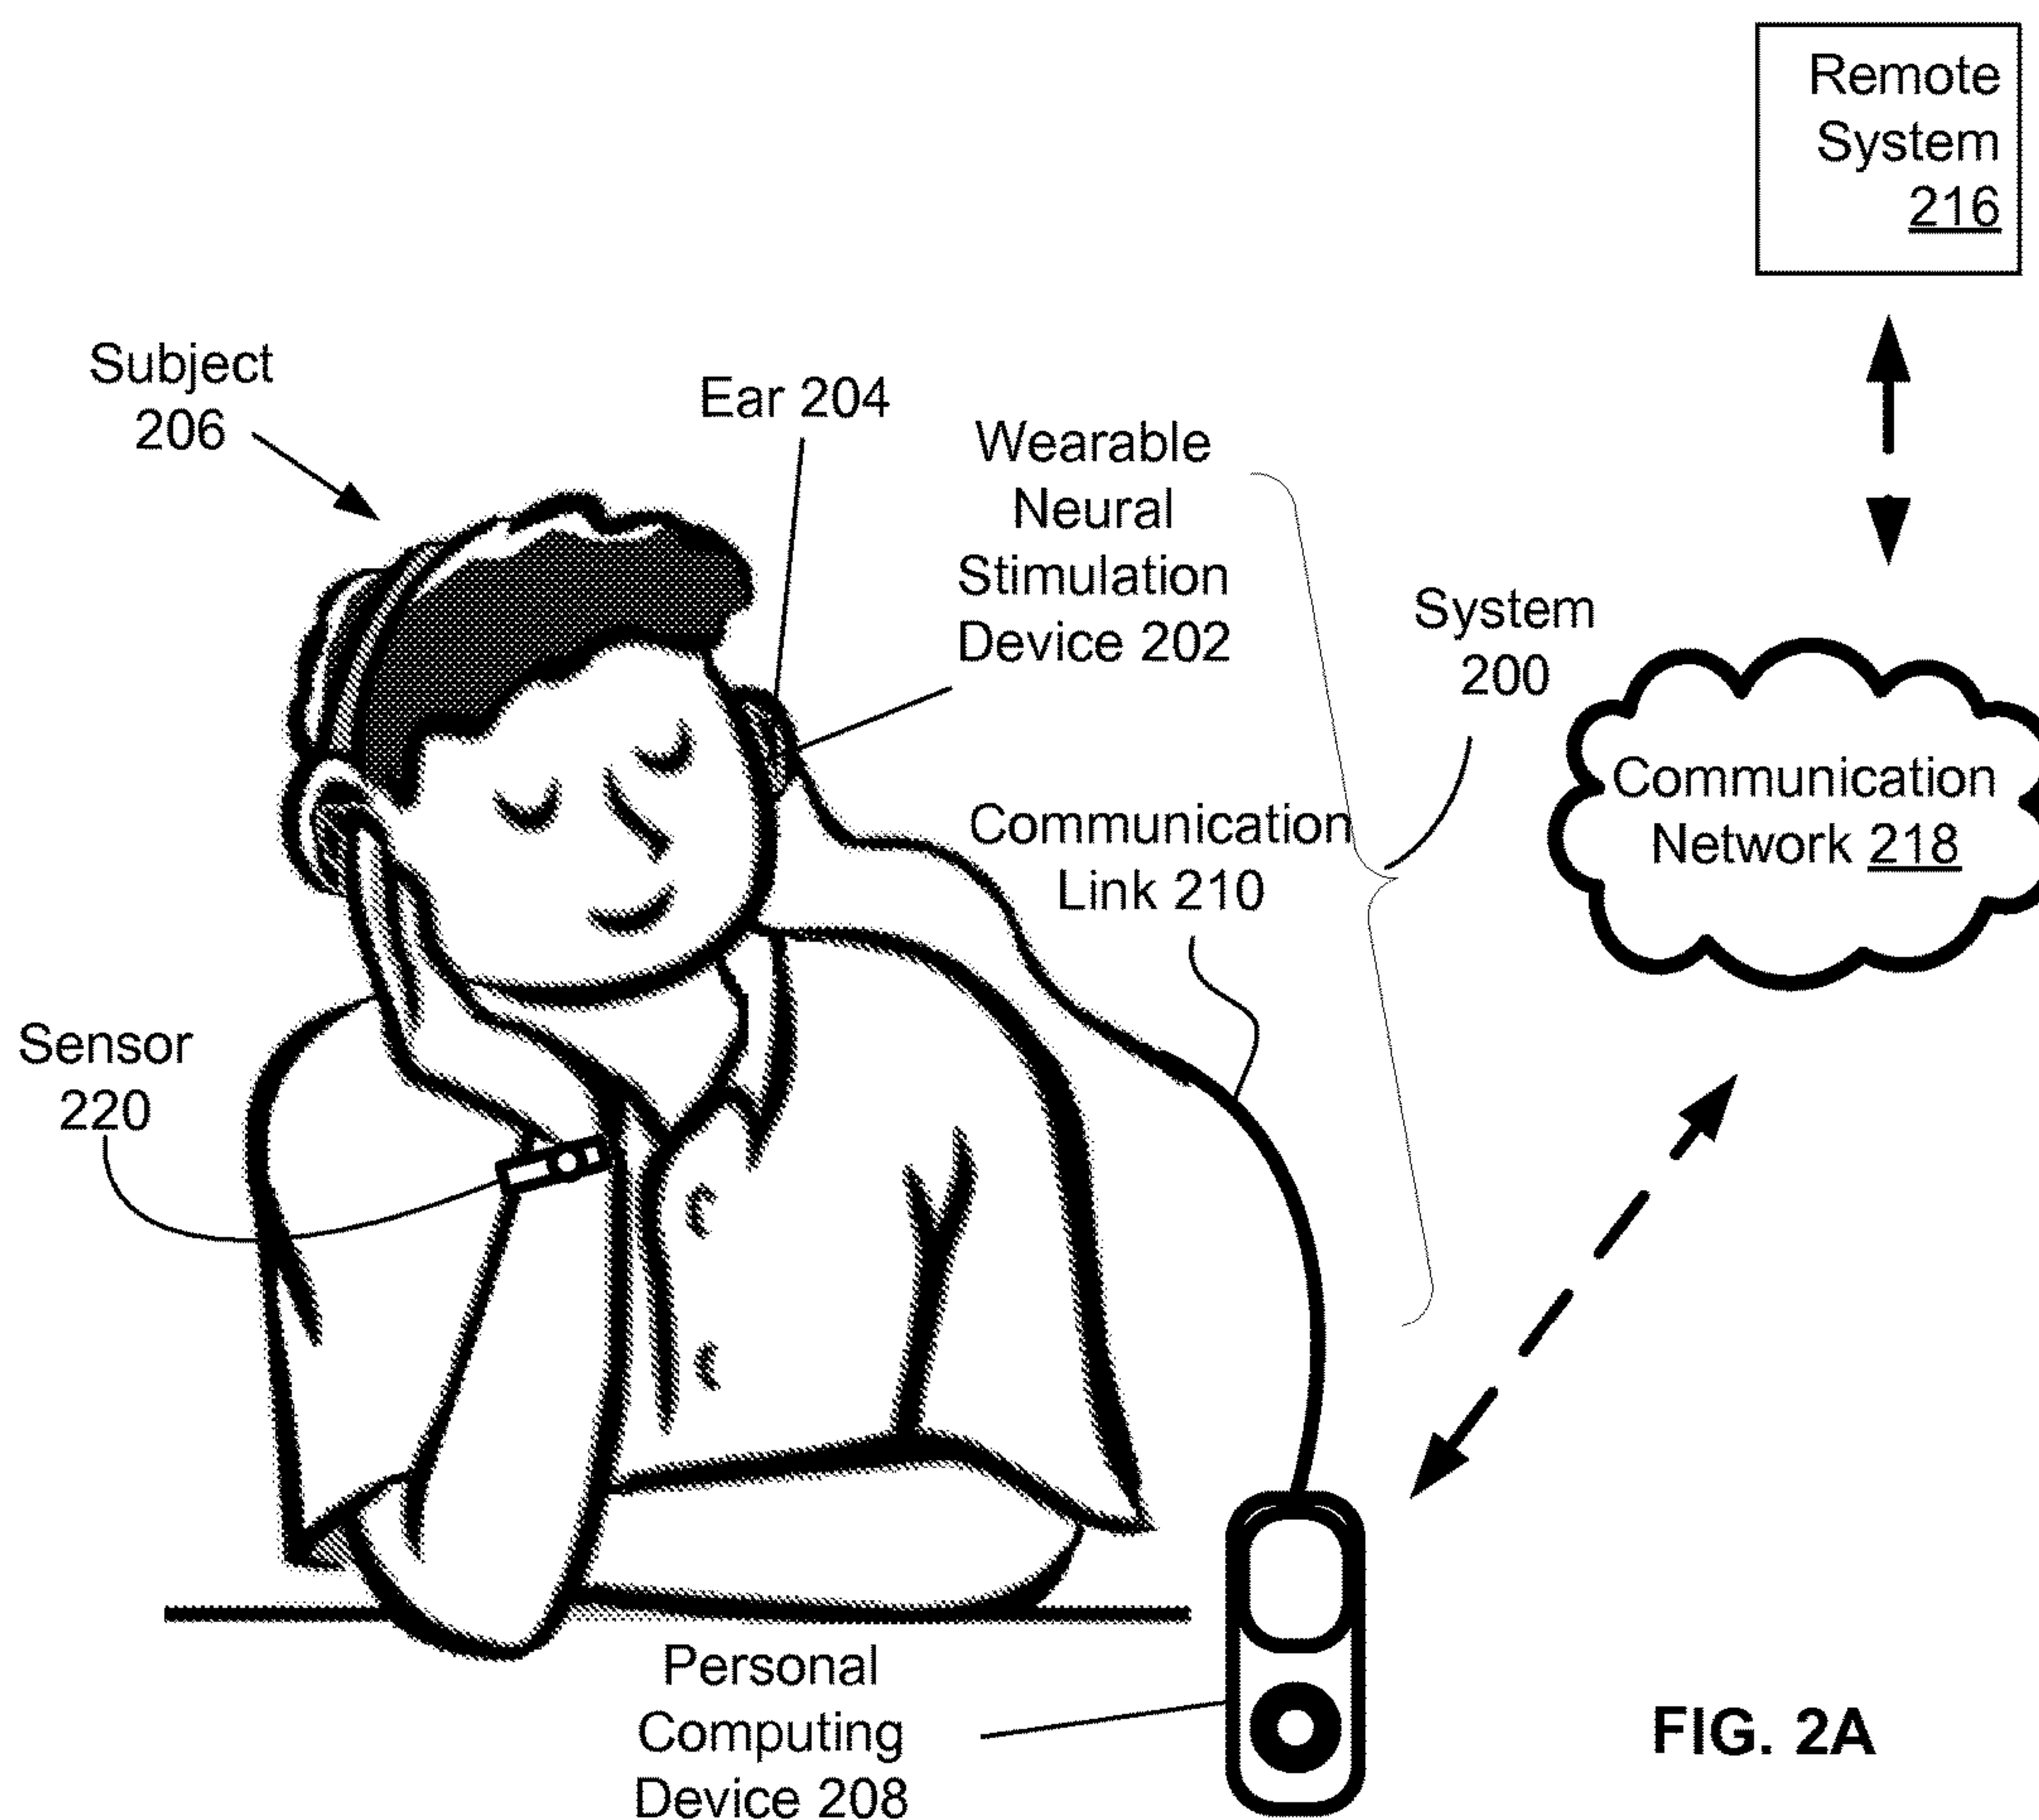 Remote
System
216
Subject
206
Ear 204
Wearable
Neural
Stimulation
Device 202
System
200
Communication
Network 218
Communication
Link 210
Sensor
220
Personal
Computing
Device 208
FIG. 2A